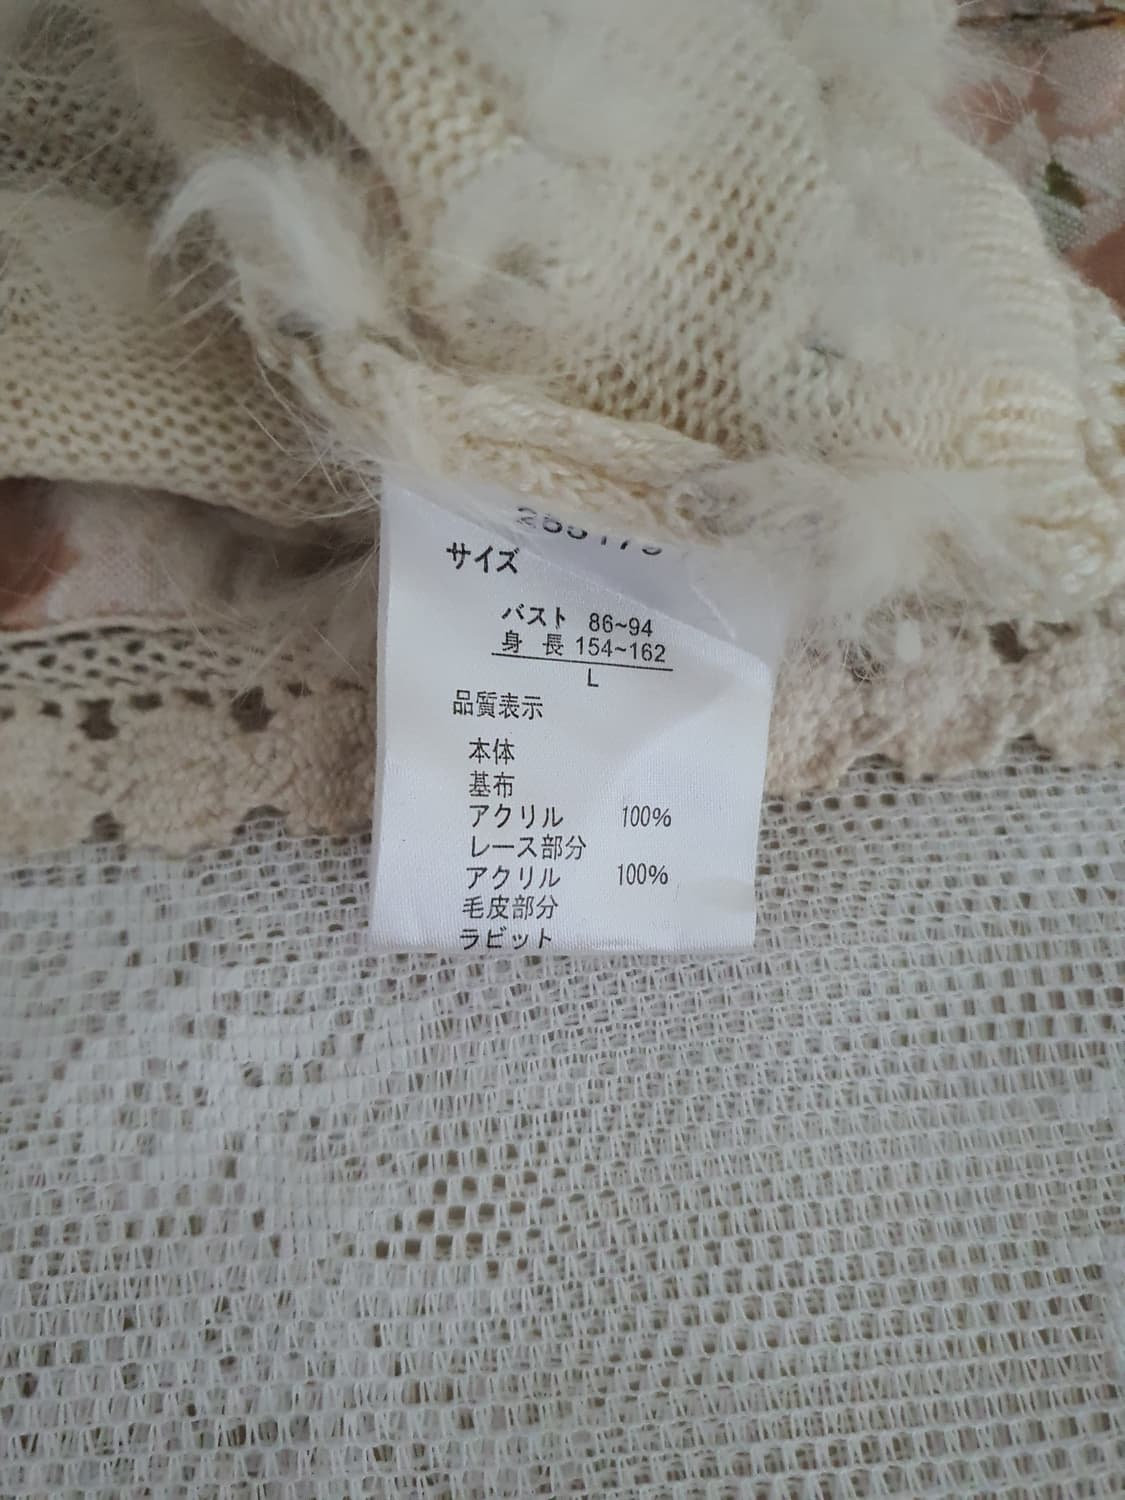 サイズ
バスト 86~94
身 長 154~162
L
品質表示
本体
基布
アクリル 100%
レース部分
アクリル 100%
毛皮部分
ラビット